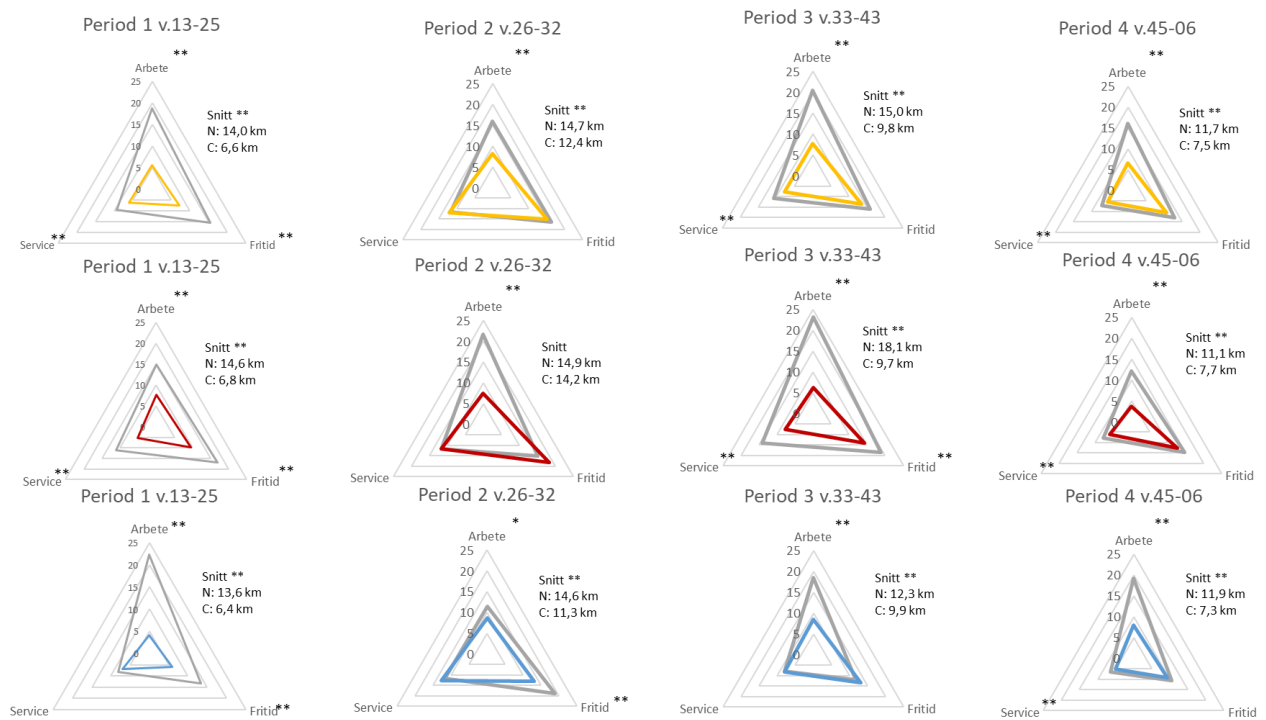 Period 1 v.13-25
**
Arbete
25
20
15
10
5
0
Snitt **
N: 14,0 km
C: 6,6 km
Service **
Fritid **
Period 2 v.26-32
**
Arbete
25
20
15
10
5
0
Snitt **
N: 14,7 km
C: 12,4 km
Service
Fritid
Period 3 v.33-43
**
Arbete
25
20
15
10
5
0
Snitt **
N: 15,0 km
C: 9,8 km
Service **
Fritid
Period 4 v.45-06
**
Arbete
25
20
15
10
5
0
Snitt **
N: 11,7 km
C: 7,5 km
Service **
Fritid
Period 1 v.13-25
**
Arbete
25
20
15
10
5
0
Snitt **
N: 14,6 km
C: 6,8 km
Service **
Fritid **
Period 2 v.26-32
**
Arbete
25
20
15
10
5
0
Snitt
N: 14,9 km
C: 14,2 km
Service
Fritid
Period 3 v.33-43
**
Arbete
25
20
15
10
5
0
Snitt **
N: 18,1 km
C: 9,7 km
Service **
Fritid **
Period 4 v.45-06
**
Arbete
25
20
15
10
5
0
Snitt **
N: 11,1 km
C: 7,7 km
Service **
Fritid
Period 1 v.13-25
Arbete **
25
20
15
10
5
0
Snitt **
N: 13,6 km
C: 6,4 km
Service
Fritid **
Period 2 v.26-32
*
Arbete
25
20
15
10
5
0
Snitt **
N: 14,6 km
C: 11,3 km
Service
Fritid **
Period 3 v.33-43
**
Arbete
25
20
15
10
5
0
Snitt **
N: 12,3 km
C: 9,9 km
Service
Fritid
Period 4 v.45-06
**
Arbete
25
20
15
10
5
0
Snitt **
N: 11,9 km
C: 7,3 km
Service **
Fritid